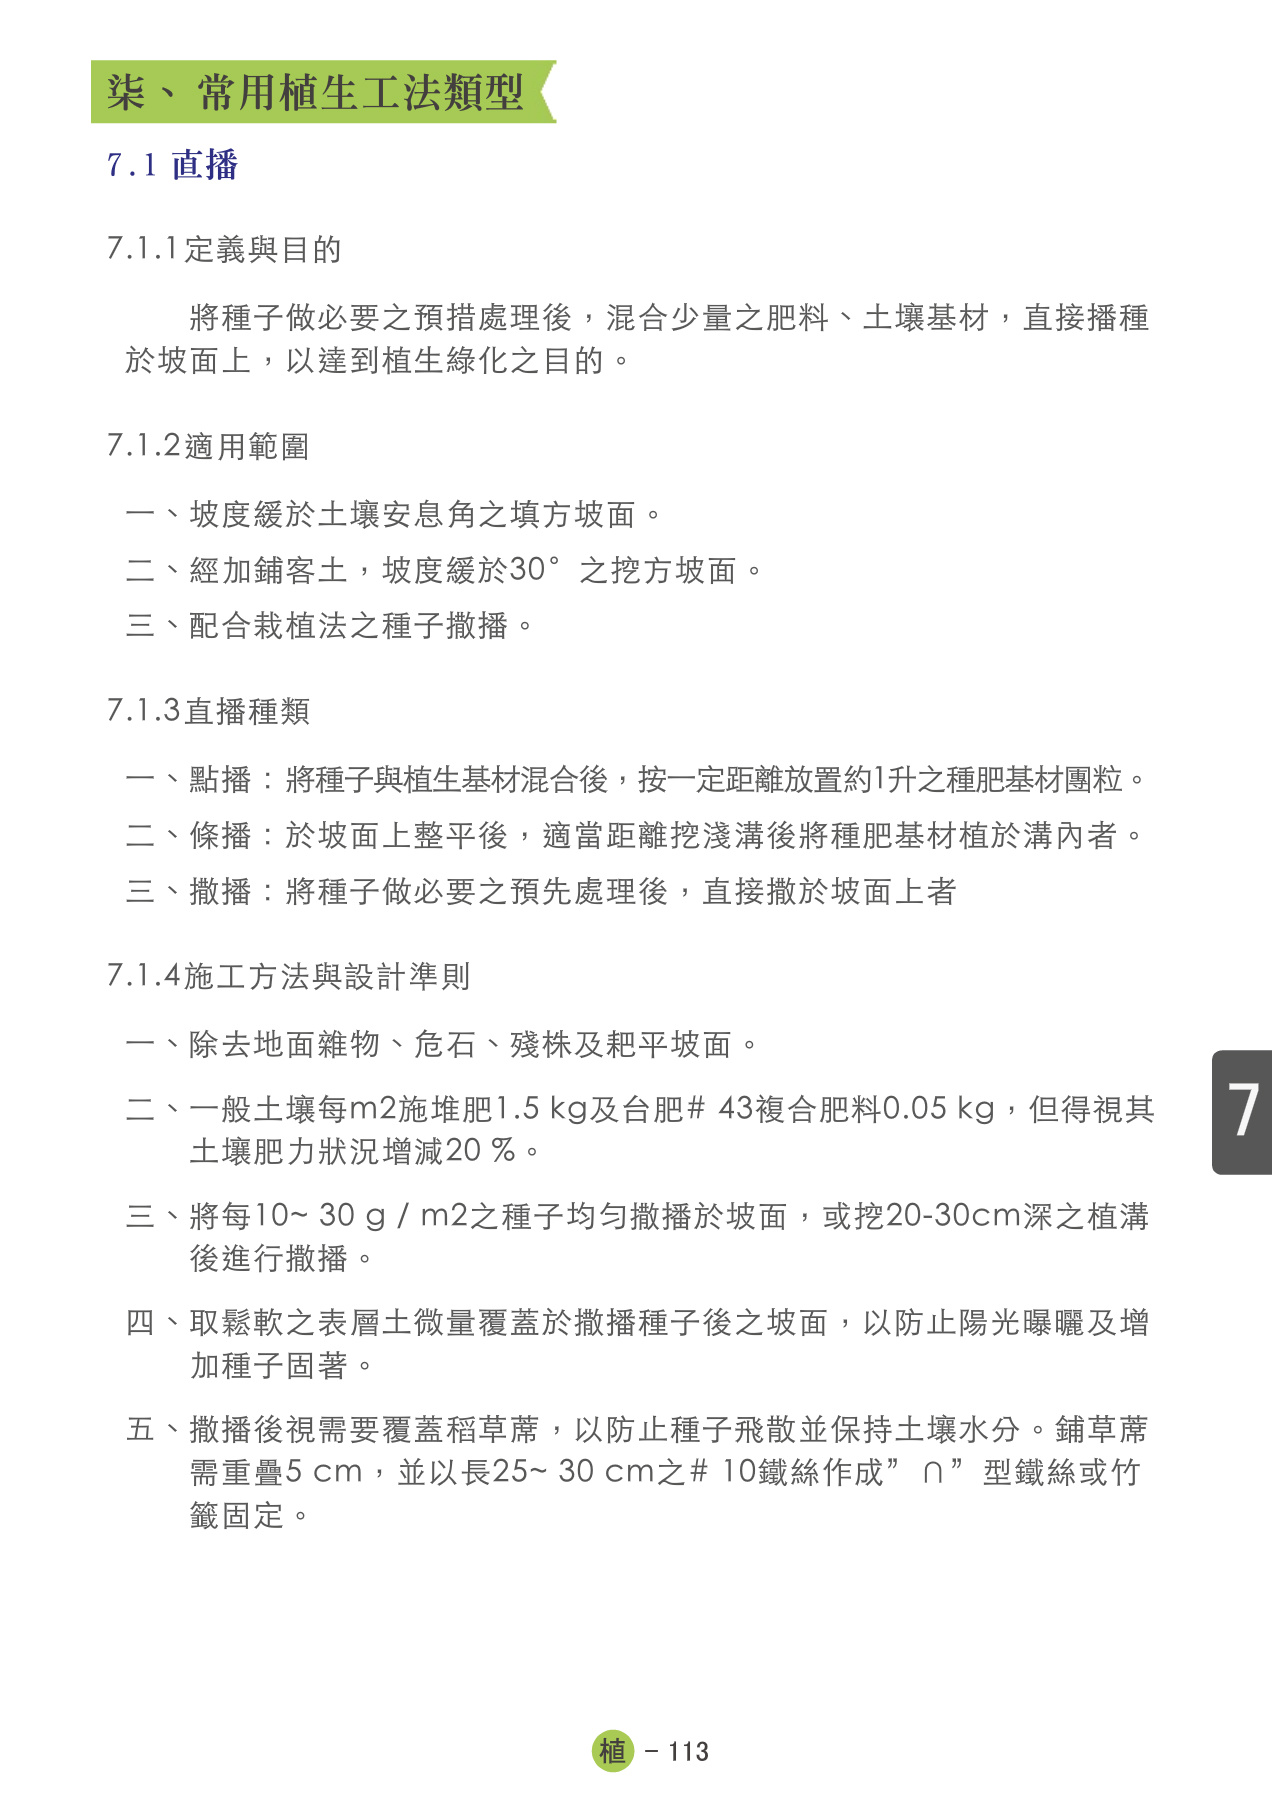 柒、常用植生工法類型
7.1 直播
7.1.1定義與目的
將種子做必要之預措處理後，混合少量之肥料、土壤基材，直接播種
於坡面上，以達到植生綠化之目的。
7.1.2適用範圍
一、坡度緩於土壤安息角之填方坡面。
二、經加鋪客土，坡度緩於30°之挖方坡面。
三、配合栽植法之種子撒播。
7.1.3直播種類
一、點播：將種子與植生基材混合後，按一定距離放置約1升之種肥基材團粒。
二、條播：於坡面上整平後，適當距離挖淺溝後將種肥基材植於溝內者。
三、撒播：將種子做必要之預先處理後，直接撒於坡面上者
7.1.4施工方法與設計準則
一、除去地面雜物、危石、殘株及耙平坡面。
二、一般土壤每m2施堆肥1.5 kg及台肥# 43複合肥料0.05 kg，但得視其
土壤肥力狀況增減20 %。
三、將每10~ 30 g / m2之種子均勻撒播於坡面，或挖20-30cm深之植溝
後進行撒播。
四、取鬆軟之表層土微量覆蓋於撒播種子後之坡面，以防止陽光曝曬及增
加種子固著。
五、撒播後視需要覆蓋稻草蓆，以防止種子飛散並保持土壤水分。鋪草蓆
需重疊5 cm，並以長25~ 30 cm之# 10鐵絲作成”∩”型鐵絲或竹
籤固定。
7
植 - 113